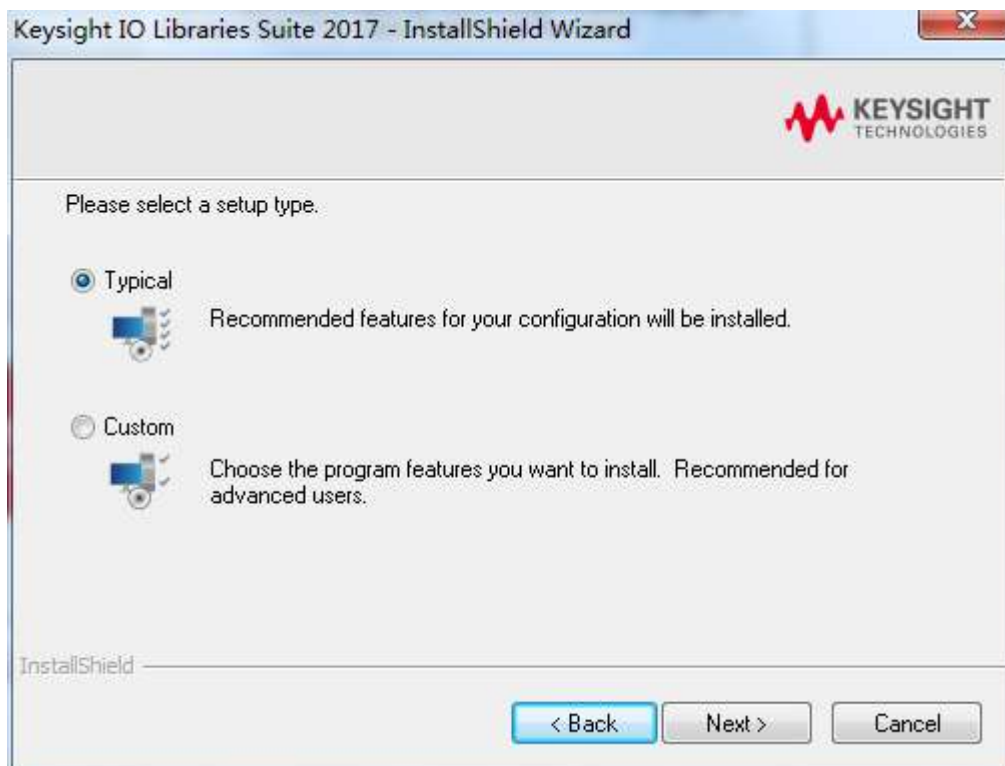 Keysight IO Libraries Suite 2017 - InstallShield Wizard
KEYSIGHT
TECHNOLOGIES
Please select a setup type.
Typical
Recommended features for your configuration will be installed.
Custom
Choose the program features you want to install.  Recommended for
advanced users.
InstallShield
< Back
Next >
Cancel